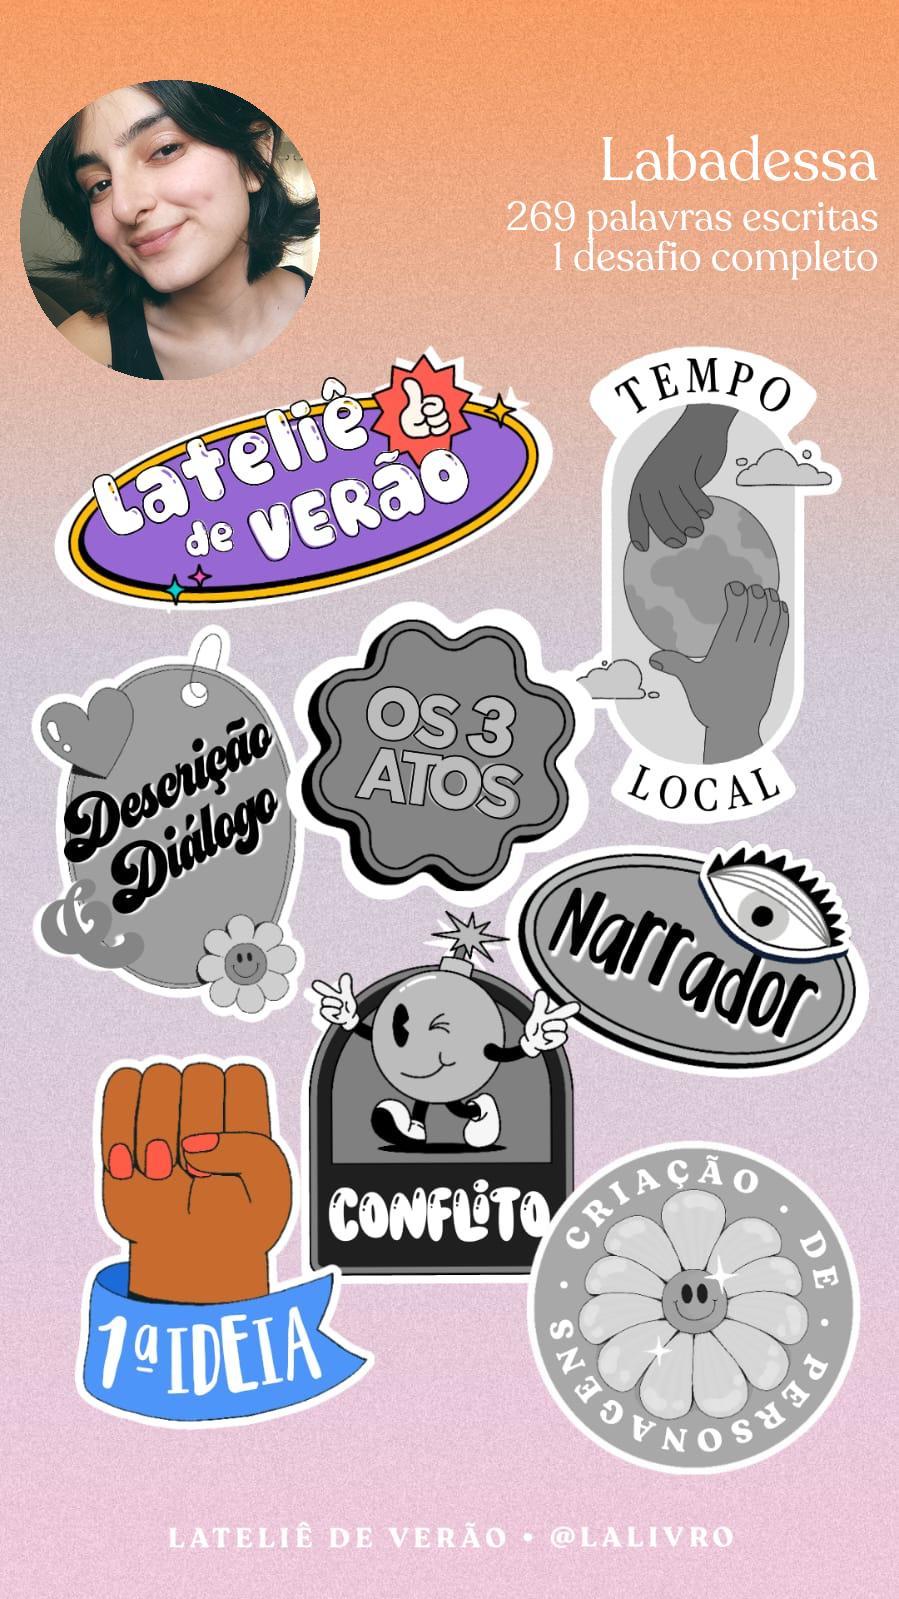 Labadessa
269 palavras escritas
1 desafio completo
Lateliê
de VERÃO
TEMPO
LOCAL
OS 3
ATOS
Descrição
&
Diálogo
Narrador
CONFLITO
1ª IDEIA
CRIAÇÃO • DE • PERSONAGENS •
LATELIÊ DE VERÃO • @LALIVRO